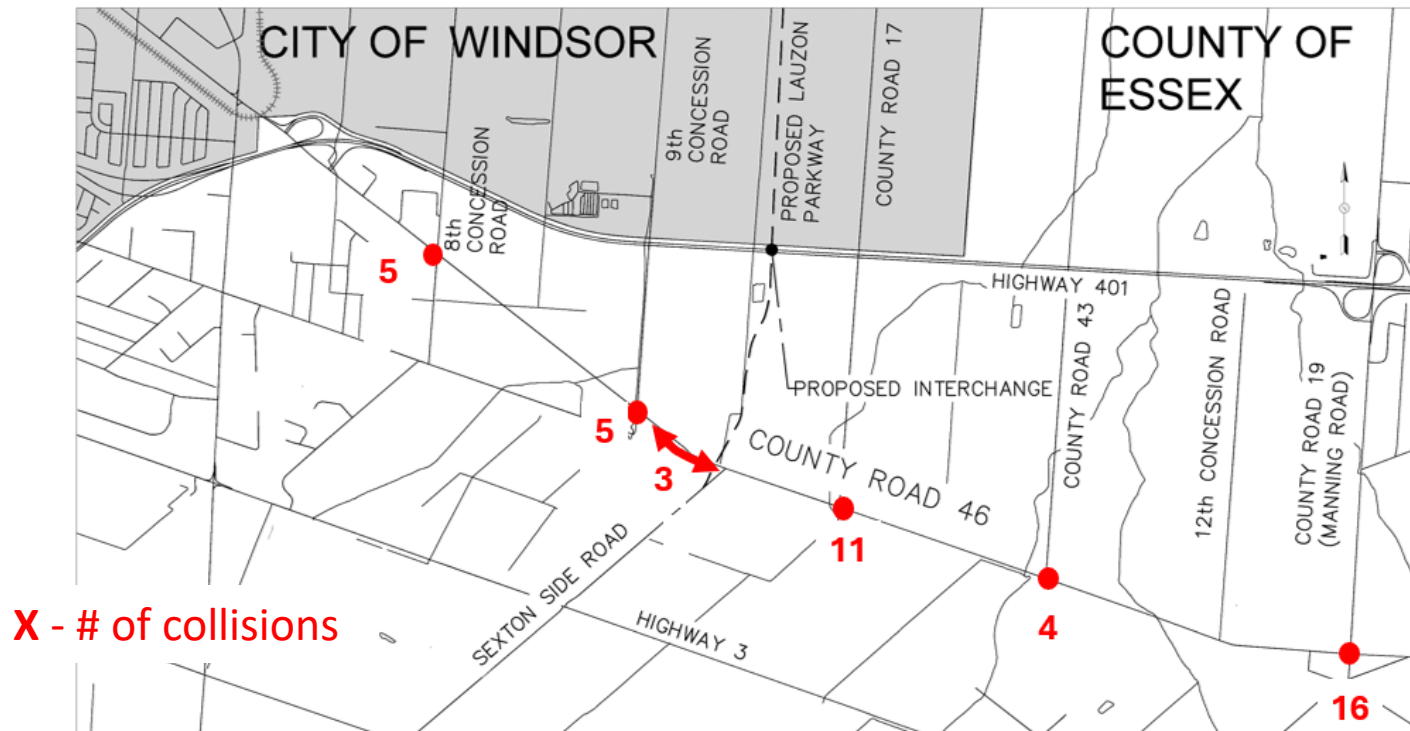 CITY OF WINDSOR
COUNTY OF
ESSEX
8th
CONCESSION
ROAD
9th
CONCESSION
ROAD
PROPOSED LAUZON
PARKWAY
COUNTY ROAD 17
HIGHWAY 401
5
PROPOSED INTERCHANGE
COUNTY ROAD 43
12th CONCESSION ROAD
COUNTY ROAD 19
(MANNING ROAD)
5
3
COUNTY ROAD 46
11
4
16
SEXTON SIDE ROAD
HIGHWAY 3
X - # of collisions